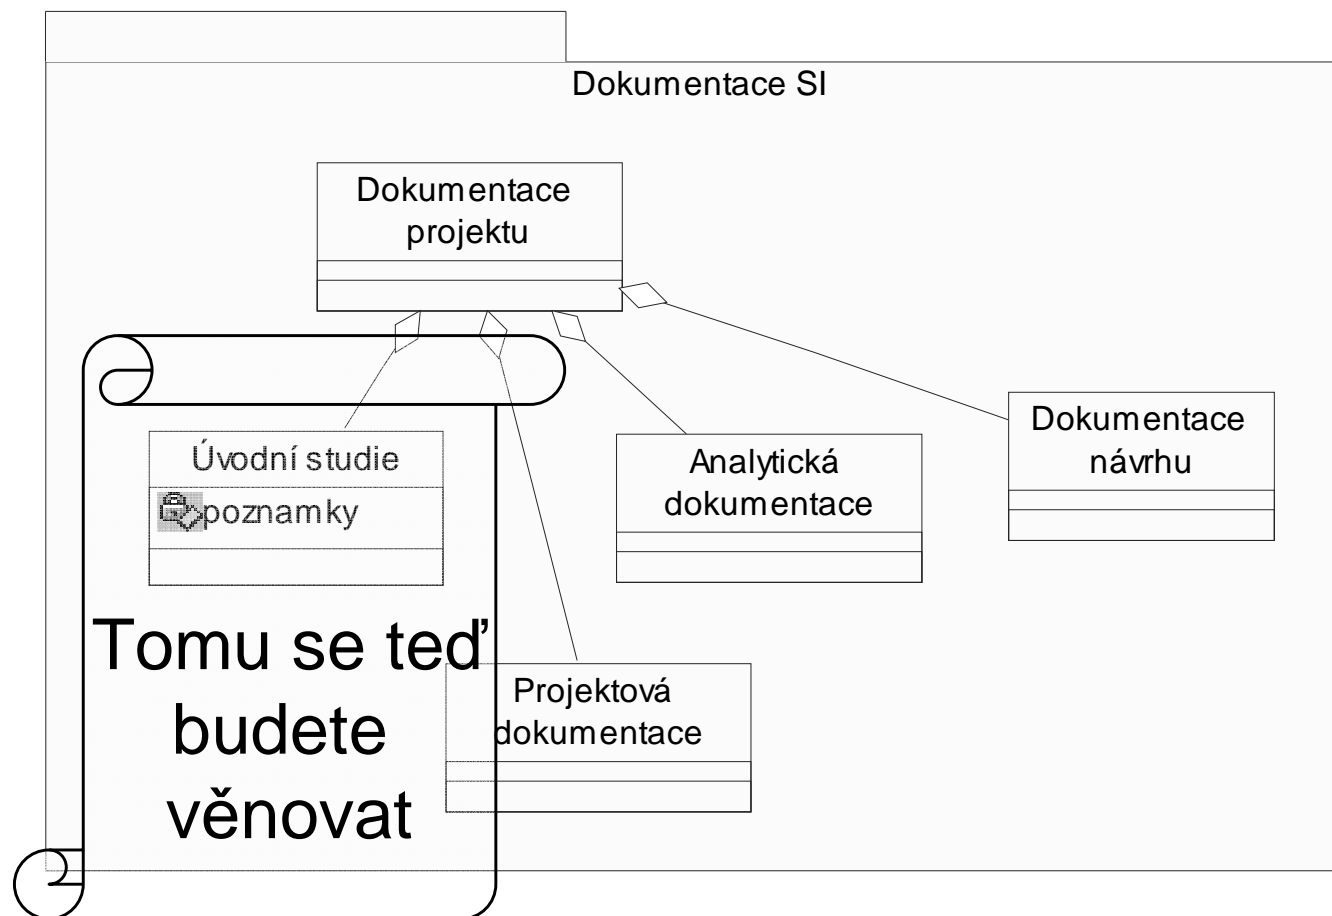 Dokumentace SI
Dokumentace
projektu
Úvodní studie
poznamky
Analytická
dokumentace
Dokumentace
návrhu
Tomu se teď
budete
věnovat
Projektová
dokumentace